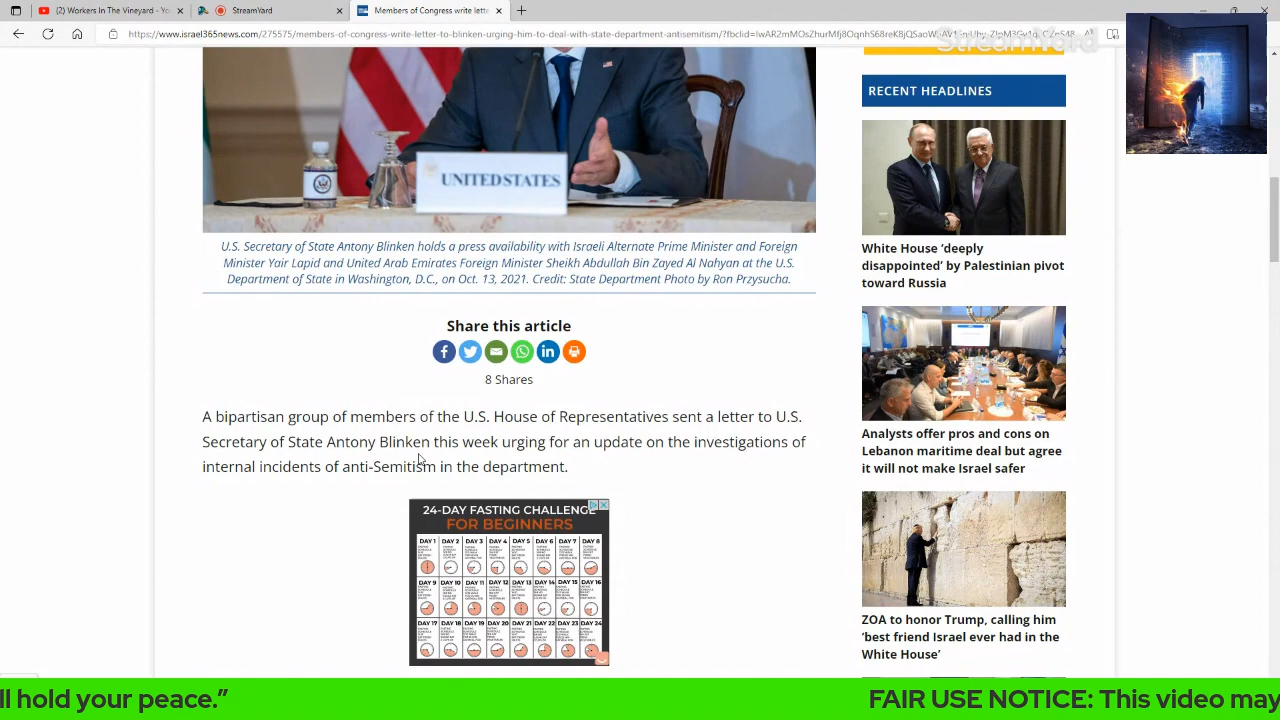 (2) Workers In The Vineyard - Y
StreamYard
Members of Congress write lette
https://www.israel365news.com/275575/members-of-congress-write-letter-to-blinken-urging-him-to-deal-with-state-department-antisemitism/?fbclid=
StreamYard
UNITED STATES
U.S. Secretary of State Antony Blinken holds a press availability with Israeli Alternate Prime Minister and Foreign
Minister Yair Lapid and United Arab Emirates Foreign Minister Sheikh Abdullah Bin Zayed Al Nahyan at the U.S.
Department of State in Washington, D.C., on Oct. 13, 2021. Credit: State Department Photo by Ron Przysucha.
Share this article
8 Shares
A bipartisan group of members of the U.S. House of Representatives sent a letter to U.S.
Secretary of State Antony Blinken this week urging for an update on the investigations of
internal incidents of anti-Semitism in the department.
24-DAY FASTING CHALLENGE
FOR BEGINNERS
DAY 1 DAY 2 DAY 3 DAY 4 DAY 5 DAY 6 DAY 7 DAY 8
DAY 9 DAY 10 DAY 11 DAY 12 DAY 13 DAY 14 DAY 15 DAY 16
DAY 17 DAY 18 DAY 19 DAY 20 DAY 21 DAY 22 DAY 23 DAY 24
RECENT HEADLINES
White House ‘deeply
disappointed’ by Palestinian pivot
toward Russia
Analysts offer pros and cons on
Lebanon maritime deal but agree
it will not make Israel safer
ZOA to honor Trump, calling him
‘best friend Israel ever had in the
White House’
ll hold your peace.”
FAIR USE NOTICE: This video may